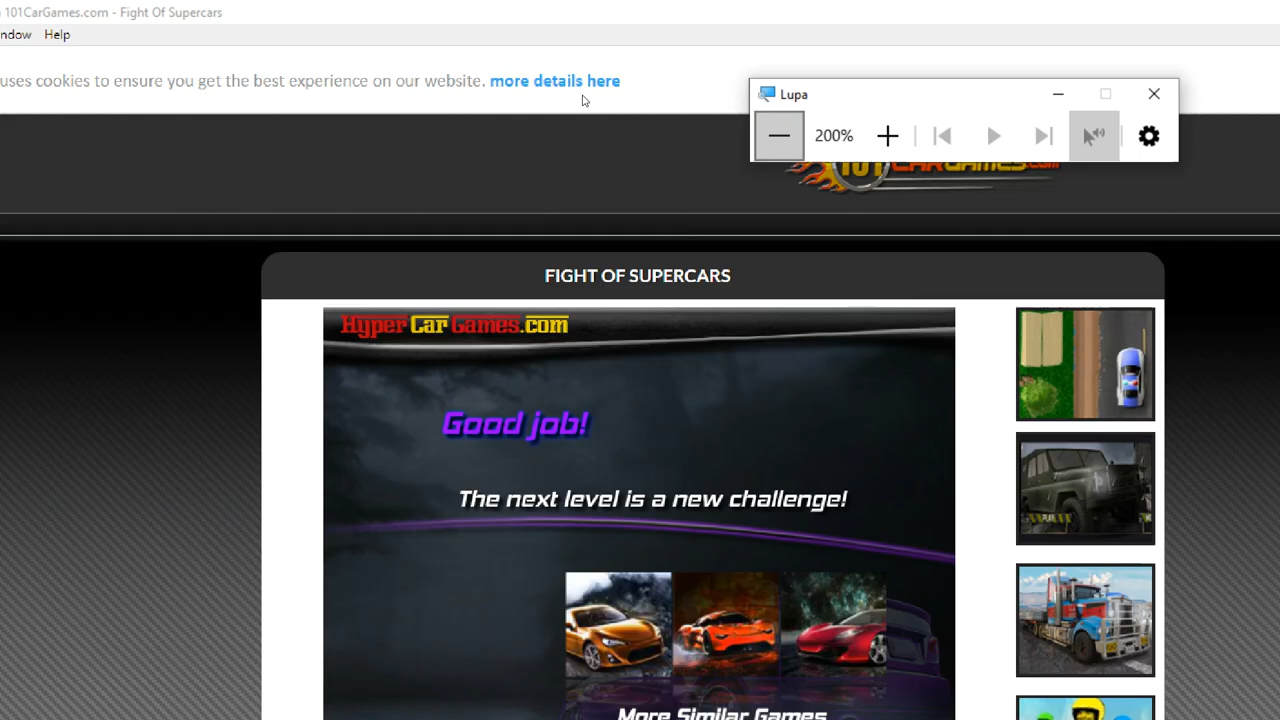 101CarGames.com - Fight Of Supercars
ndow Help
uses cookies to ensure you get the best experience on our website. more details here
Lupa
200%
101CARGAMES.com
FIGHT OF SUPERCARS
HyperCarGames.com
Good job!
The next level is a new challenge!
More Similar Games